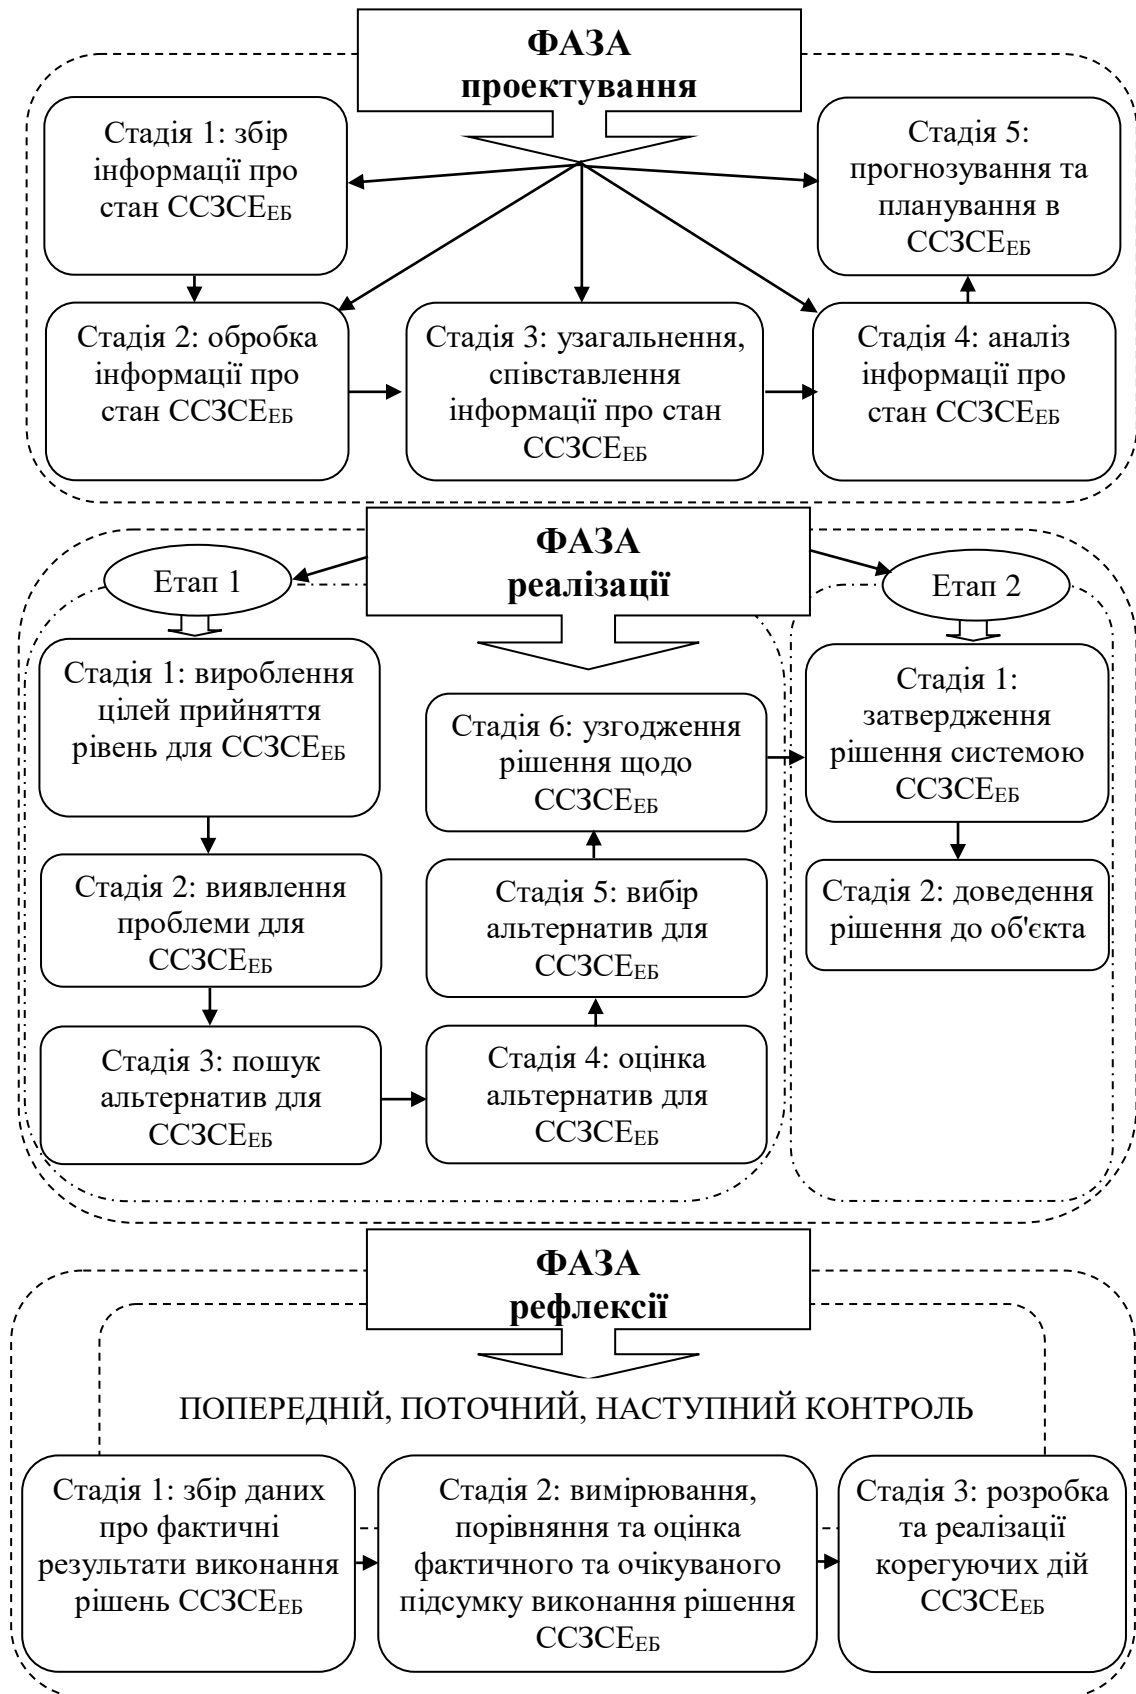 ФАЗА
проектування
Стадія 1: збір
інформації про
стан ССЗСЕЕБ
Стадія 5:
прогнозування та
планування в
ССЗСЕЕБ
Стадія 2: обробка
інформації про
стан ССЗСЕЕБ
Стадія 3: узагальнення,
співставлення
інформації про стан
ССЗСЕЕБ
Стадія 4: аналіз
інформації про
стан ССЗСЕЕБ
ФАЗА
реалізації
Етап 1
Етап 2
Стадія 1: вироблення
цілей прийняття
рівень для ССЗСЕЕБ
Стадія 2: виявлення
проблеми для
ССЗСЕЕБ
Стадія 3: пошук
альтернатив для
ССЗСЕЕБ
Стадія 4: оцінка
альтернатив для
ССЗСЕЕБ
Стадія 5: вибір
альтернатив для
ССЗСЕЕБ
Стадія 6: узгодження
рішення щодо
ССЗСЕЕБ
Стадія 1:
затвердження
рішення системою
ССЗСЕЕБ
Стадія 2: доведення
рішення до об'єкта
ФАЗА
рефлексії
ПОПЕРЕДНІЙ, ПОТОЧНИЙ, НАСТУПНИЙ КОНТРОЛЬ
Стадія 1: збір даних
про фактичні
результати виконання
рішень ССЗСЕЕБ
Стадія 2: вимірювання,
порівняння та оцінка
фактичного та очікуваного
підсумку виконання рішення
ССЗСЕЕБ
Стадія 3: розробка
та реалізації
корегуючих дій
ССЗСЕЕБ